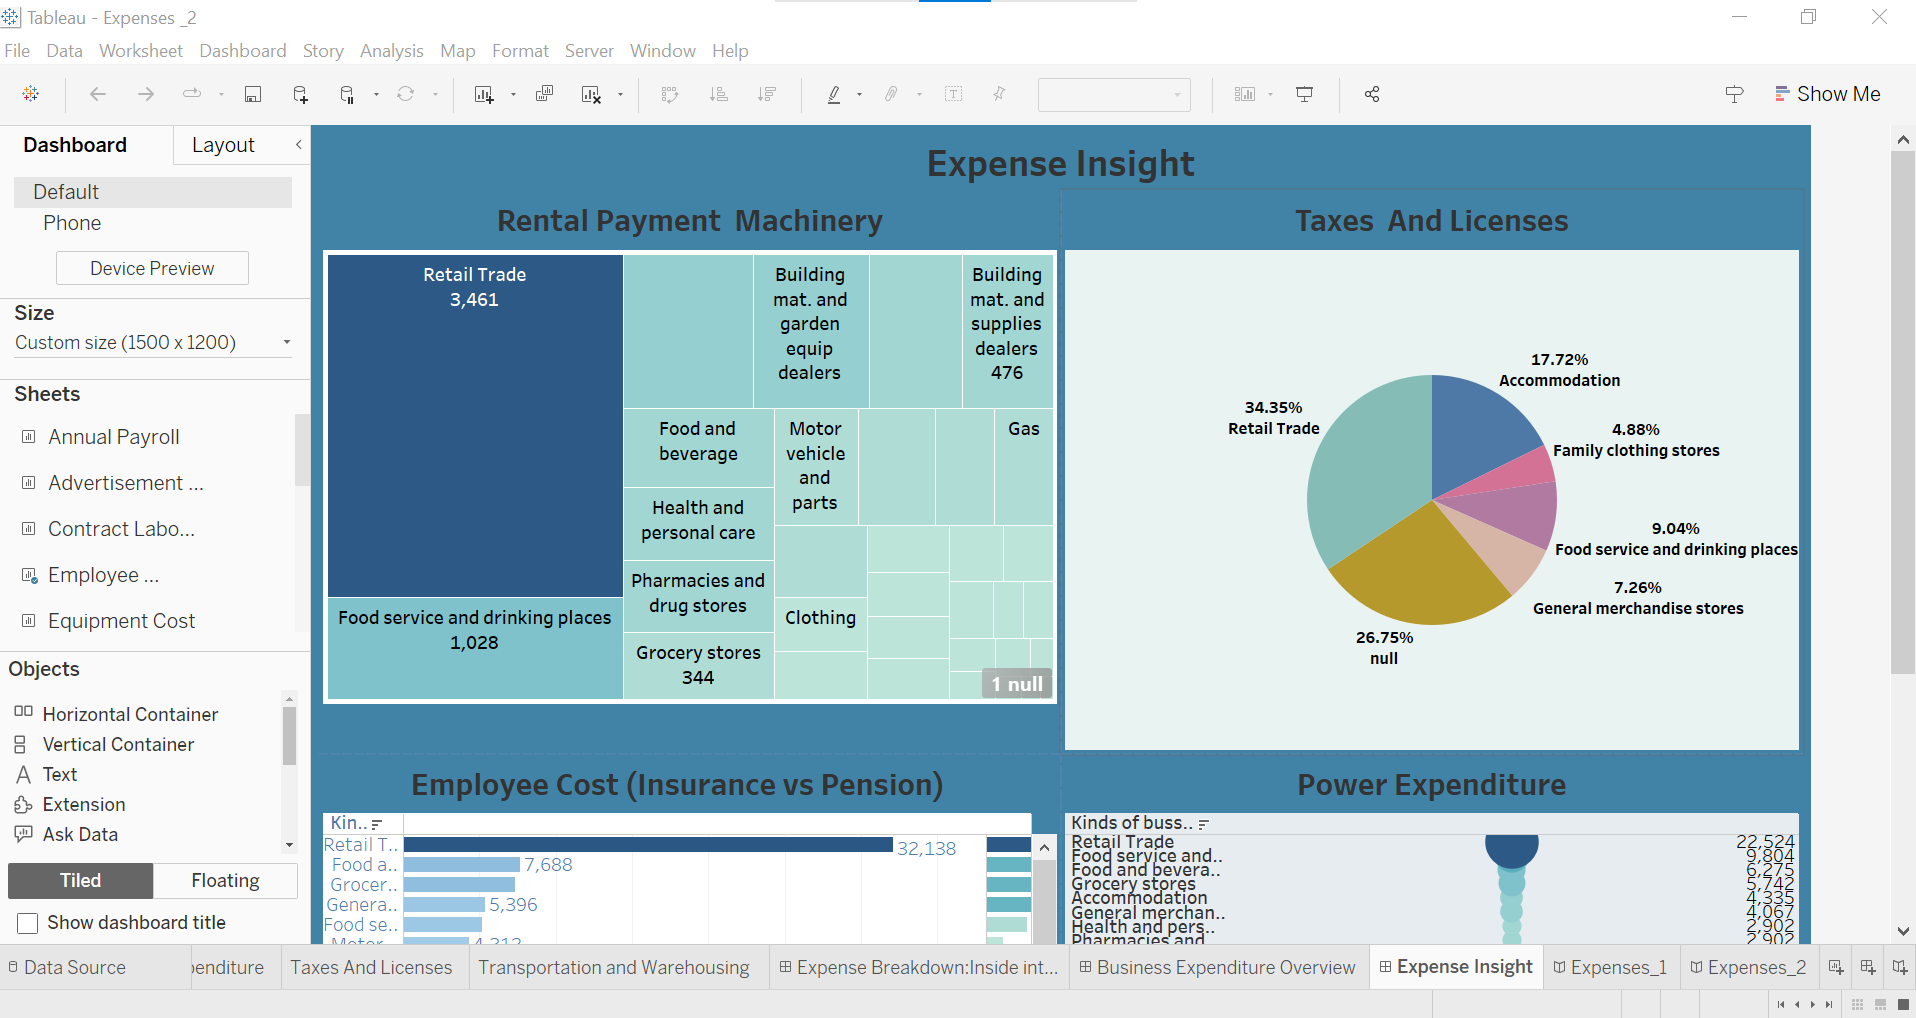 Tableau - Expenses _2
File Data Worksheet Dashboard Story Analysis Map Format Server Window Help
Show Me
Dashboard
Layout
Default
Phone
Device Preview
Size
Custom size (1500 x 1200)
Sheets
Annual Payroll
Advertisement ...
Contract Labo...
Employee ...
Equipment Cost
Objects
Horizontal Container
Vertical Container
Text
Extension
Ask Data
Tiled
Floating
Show dashboard title
Expense Insight
Rental Payment Machinery
Retail Trade
3,461
Food service and drinking places
1,028
Building
mat. and
garden
equip
dealers
Building
mat. and
supplies
dealers
476
Food and
beverage
Health and
personal care
Pharmacies and
drug stores
Grocery stores
344
Motor
vehicle
and
parts
Gas
Clothing
1 null
Taxes And Licenses
17.72%
Accommodation
4.88%
Family clothing stores
9.04%
Food service and drinking places
7.26%
General merchandise stores
26.75%
null
34.35%
Retail Trade
Employee Cost (Insurance vs Pension)
Kin..
Retail T..
32,138
Food a..
7,688
Grocer..
Genera..
5,396
Food se..
Motor
4,312
Power Expenditure
Kinds of buss..
Retail Trade
22,524
Food service and..
9,804
Food and bevera..
6,275
Grocery stores
5,742
Accommodation
4,335
General merchan..
4,067
Health and pers..
2,902
Pharmacies and
2,902
Data Source
enditure
Taxes And Licenses
Transportation and Warehousing
Expense Breakdown:Inside int...
Business Expenditure Overview
Expense Insight
Expenses_1
Expenses_2